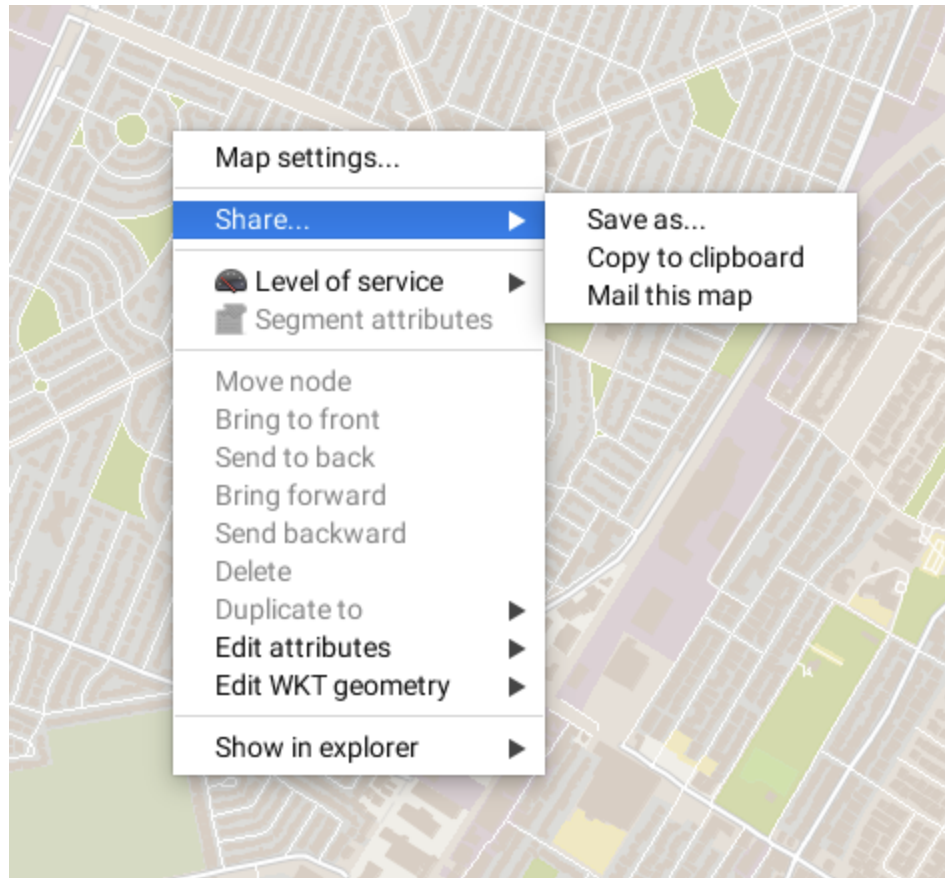 Map settings...
Share...
Save as...
Copy to clipboard
Mail this map
Level of service
Segment attributes
Move node
Bring to front
Send to back
Bring forward
Send backward
Delete
Duplicate to
Edit attributes
Edit WKT geometry
Show in explorer